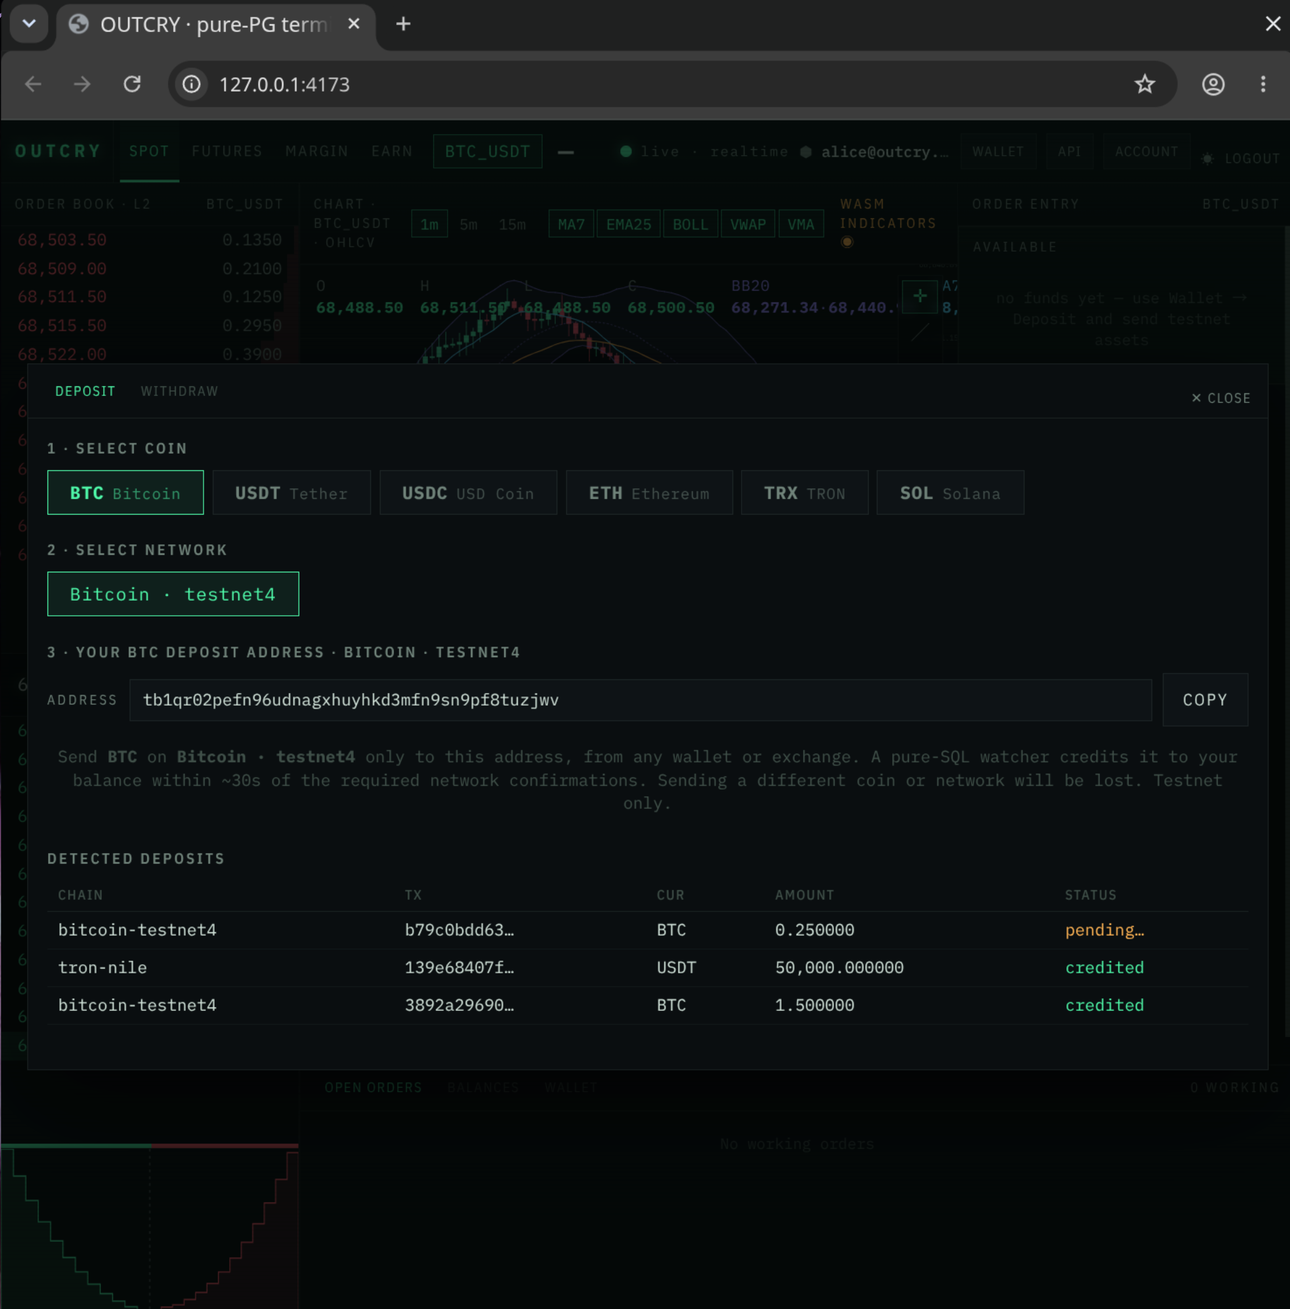 OUTCRY · pure-PG term
127.0.0.1:4173
OUTCRY SPOT FUTURES MARGIN EARN BTC_USDT — live · realtime alice@outcry.… WALLET API ACCOUNT LOGOUT
ORDER BOOK · L2 BTC_USDT
68,503.50 0.1350
68,509.00 0.2100
68,511.50 0.1250
68,515.50 0.2950
68,522.00 0.3900
CHART ·
BTC_USDT
· OHLCV
1m 5m 15m MA7 EMA25 BOLL VWAP VMA
WASM
INDICATORS
O H L C BB20
68,488.50 68,511.50 68,488.50 68,500.50 68,271.34·68,440.
ORDER ENTRY BTC_USDT
AVAILABLE
no funds yet — use Wallet →
Deposit and send testnet
assets
DEPOSIT WITHDRAW
× CLOSE
1 · SELECT COIN
BTC Bitcoin USDT Tether USDC USD Coin ETH Ethereum TRX TRON SOL Solana
2 · SELECT NETWORK
Bitcoin · testnet4
3 · YOUR BTC DEPOSIT ADDRESS · BITCOIN · TESTNET4
ADDRESS tb1qr02pefn96udnagxhuyhkd3mfn9sn9pf8tuzjwv COPY
Send BTC on Bitcoin · testnet4 only to this address, from any wallet or exchange. A pure-SQL watcher credits it to your
balance within ~30s of the required network confirmations. Sending a different coin or network will be lost. Testnet
only.
DETECTED DEPOSITS
CHAIN TX CUR AMOUNT STATUS
bitcoin-testnet4 b79c0bdd63… BTC 0.250000 pending…
tron-nile 139e68407f… USDT 50,000.000000 credited
bitcoin-testnet4 3892a29690… BTC 1.500000 credited
OPEN ORDERS BALANCES WALLET 0 WORKING
No working orders